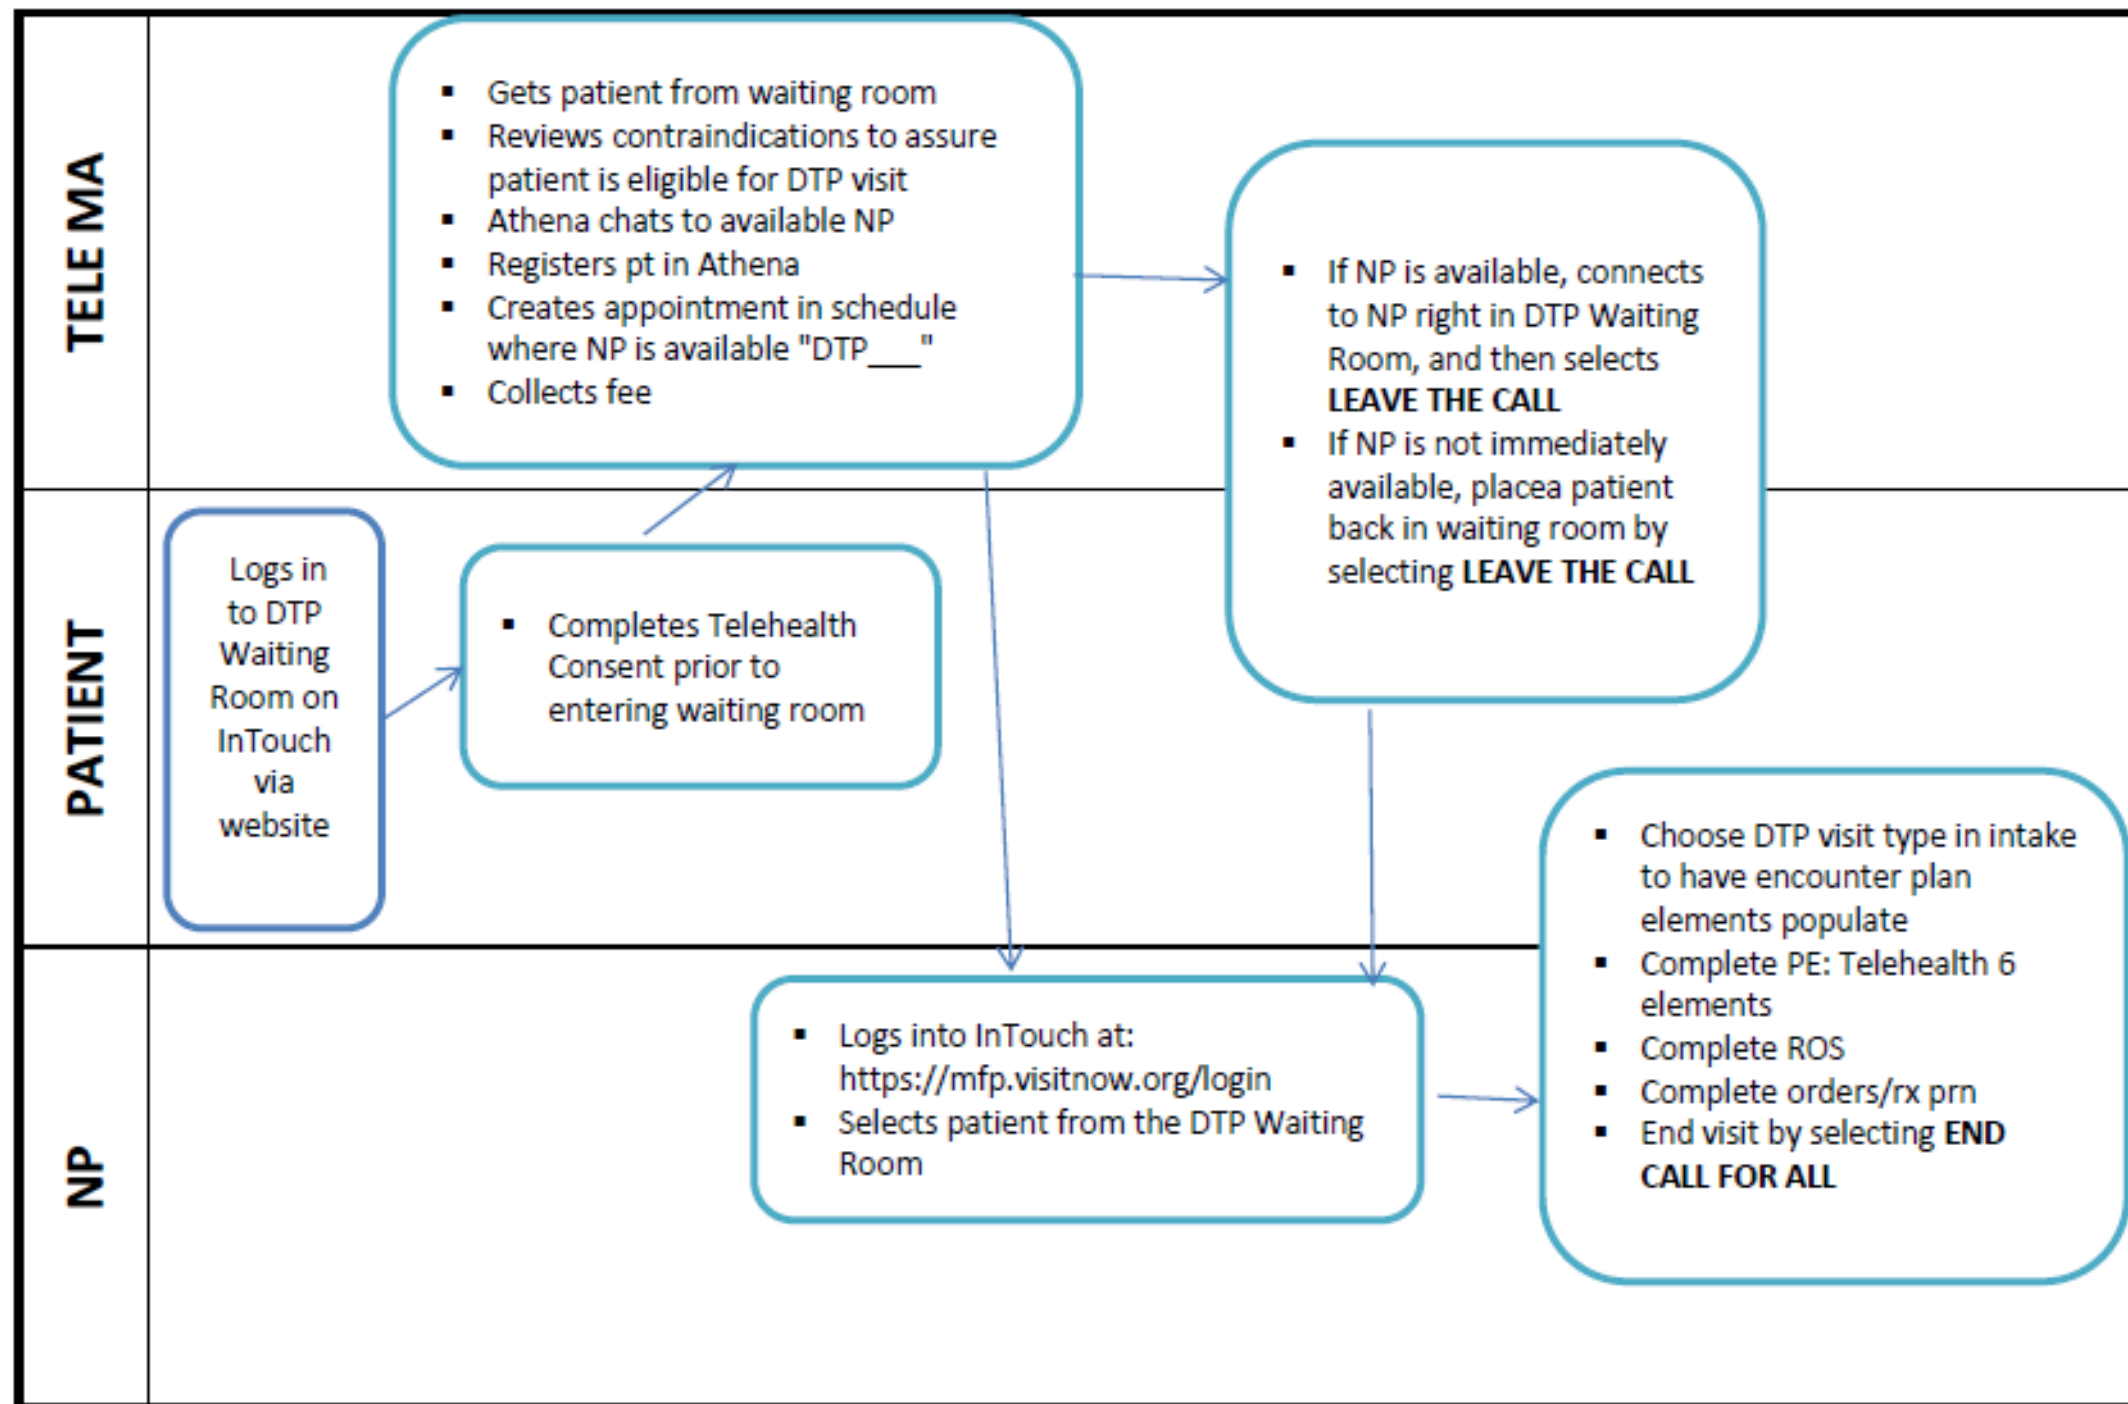 TELE MA
▪ Gets patient from waiting room
▪ Reviews contraindications to assure
patient is eligible for DTP visit
▪ Athena chats to available NP
▪ Registers pt in Athena
▪ Creates appointment in schedule
where NP is available "DTP___"
▪ Collects fee
▪ If NP is available, connects
to NP right in DTP Waiting
Room, and then selects
LEAVE THE CALL
▪ If NP is not immediately
available, placea patient
back in waiting room by
selecting LEAVE THE CALL
PATIENT
Logs in
to DTP
Waiting
Room on
InTouch
via
website
▪ Completes Telehealth
Consent prior to
entering waiting room
NP
▪ Logs into InTouch at:
https://mfp.visitnow.org/login
▪ Selects patient from the DTP Waiting
Room
▪ Choose DTP visit type in intake
to have encounter plan
elements populate
▪ Complete PE: Telehealth 6
elements
▪ Complete ROS
▪ Complete orders/rx prn
▪ End visit by selecting END
CALL FOR ALL